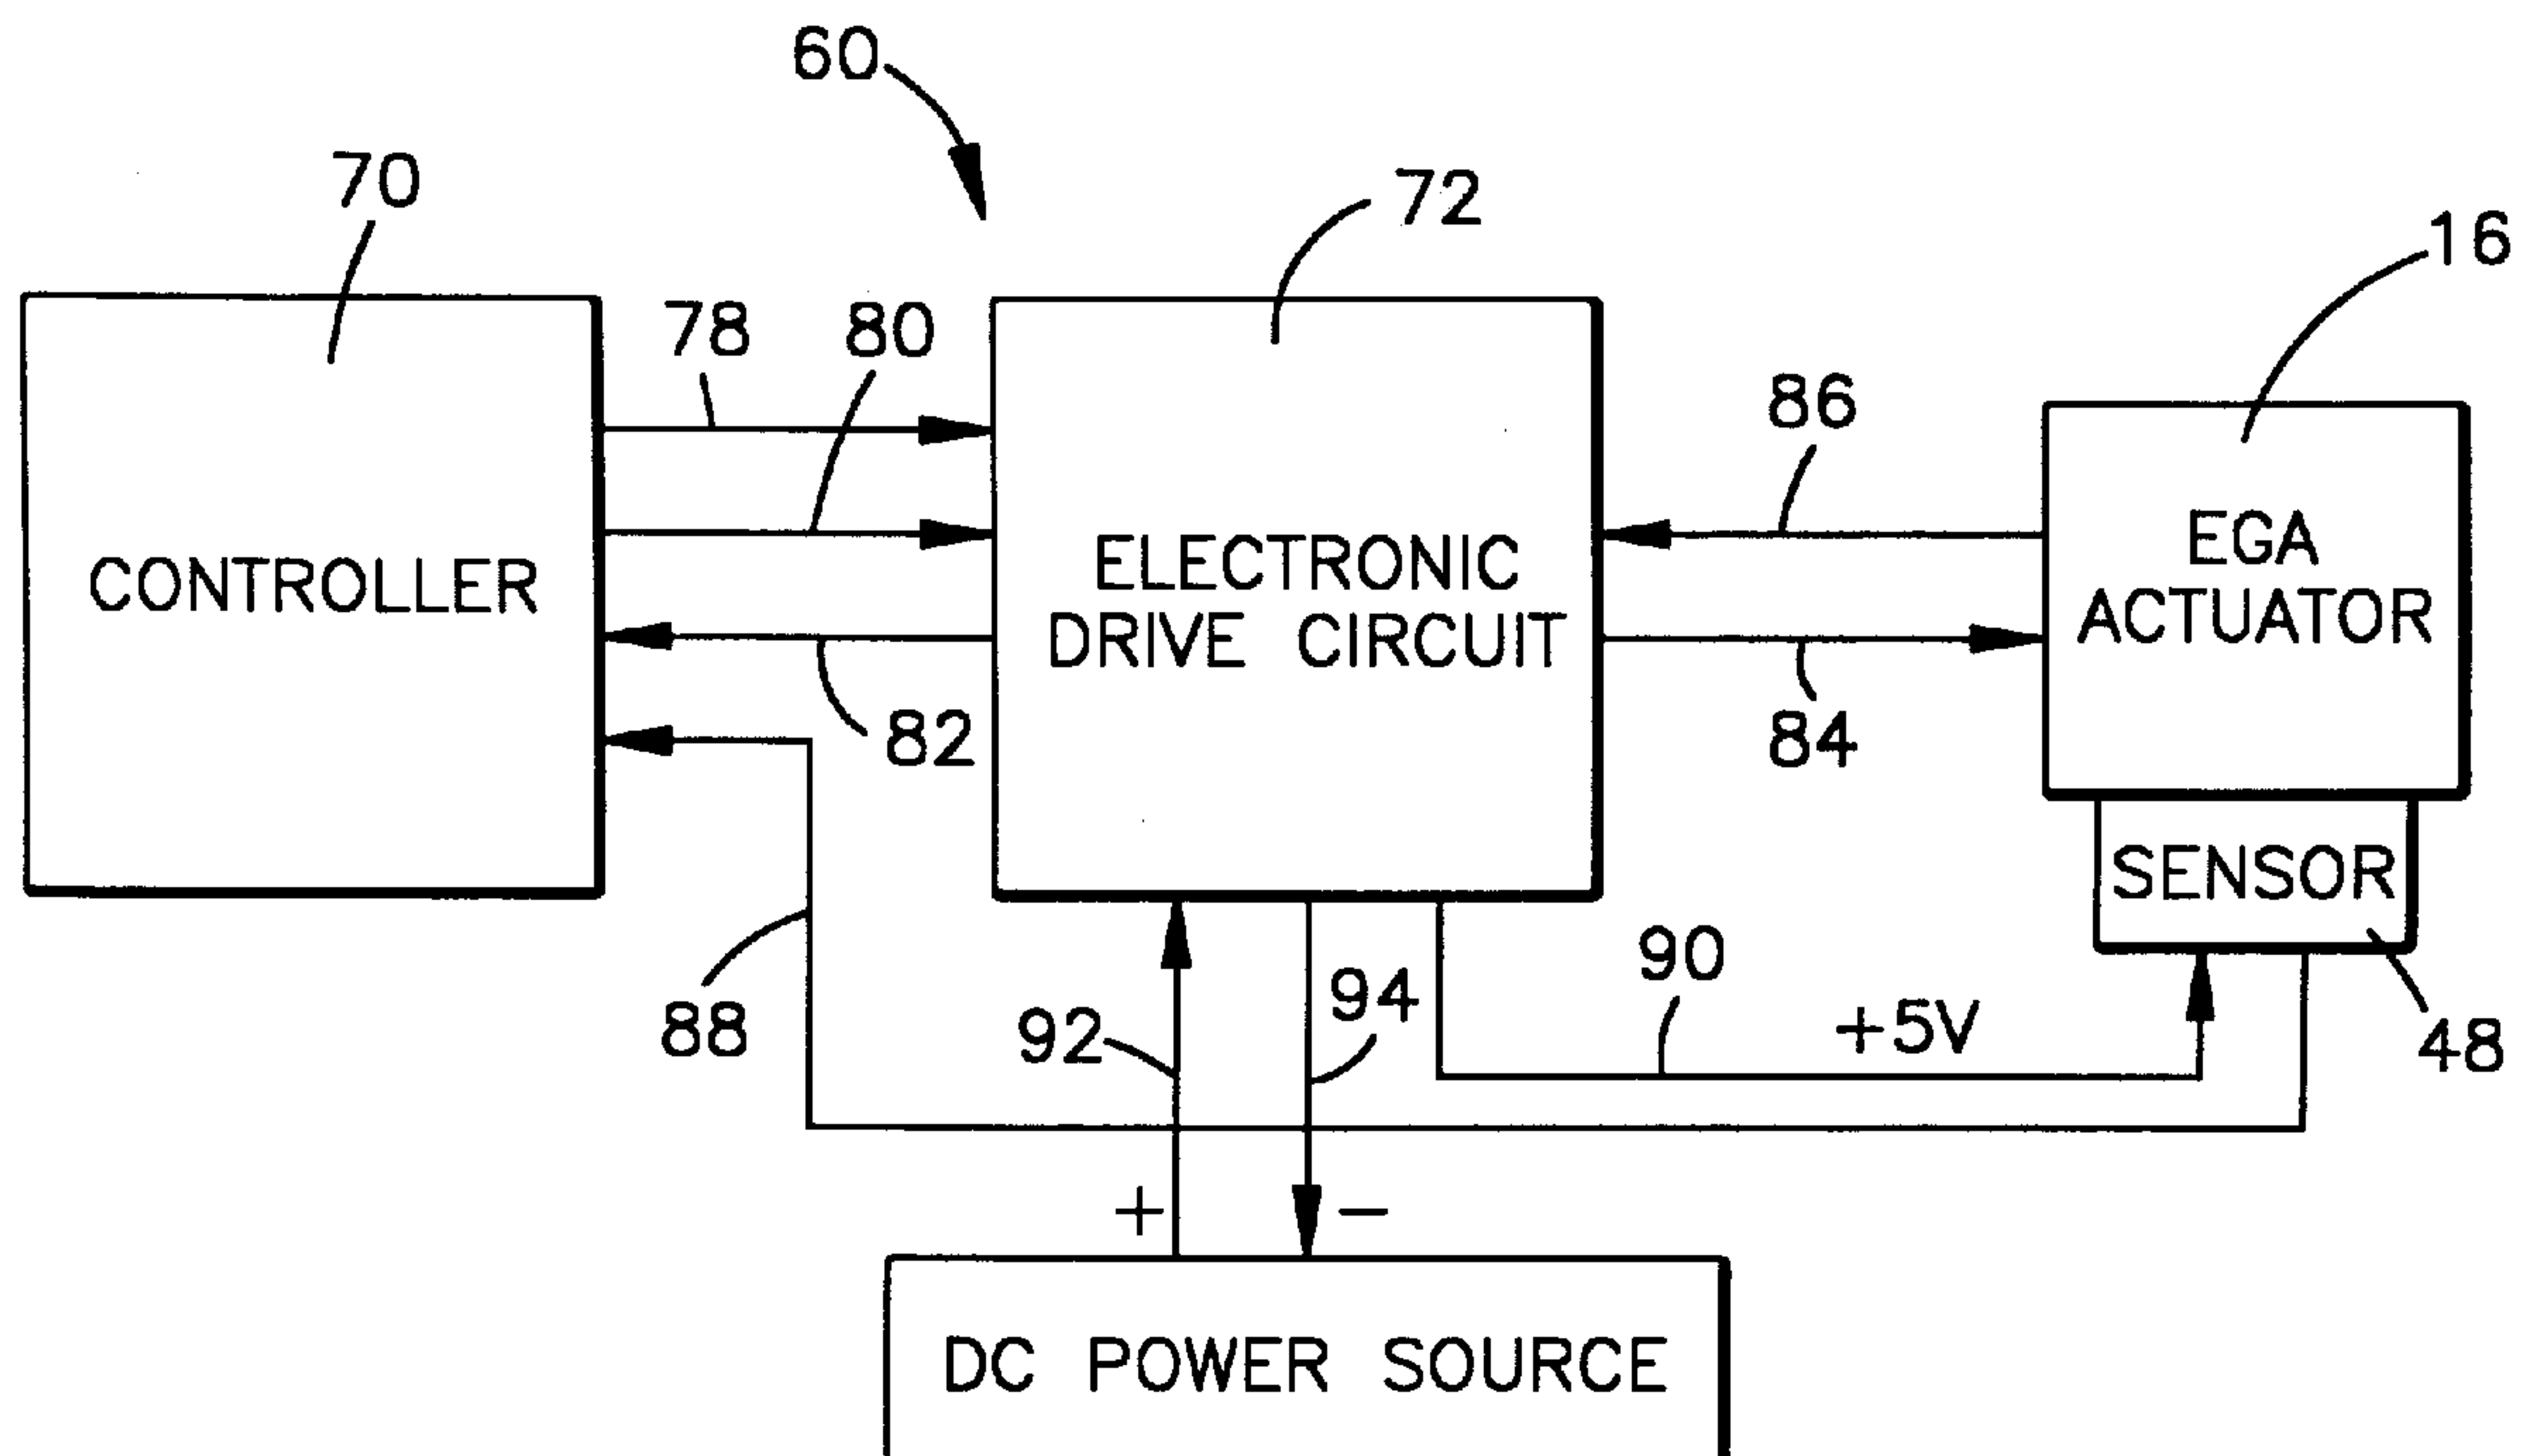 60
70
72
16
78
80
86
CONTROLLER
ELECTRONIC
DRIVE CIRCUIT
EGA
ACTUATOR
82
84
SENSOR
88
92
94
90
+5V
48
+
−
DC POWER SOURCE